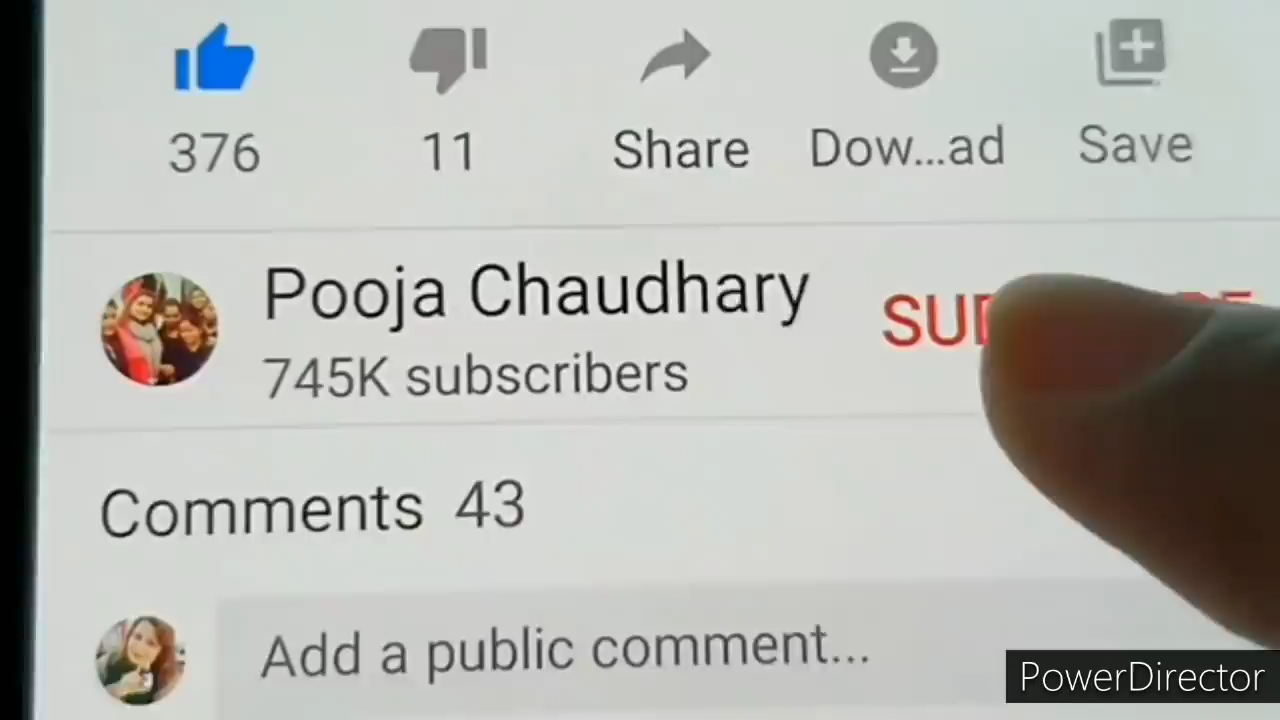 376 11 Share Dow...ad Save
Pooja Chaudhary
745K subscribers
Comments 43
Add a public comment...
PowerDirector